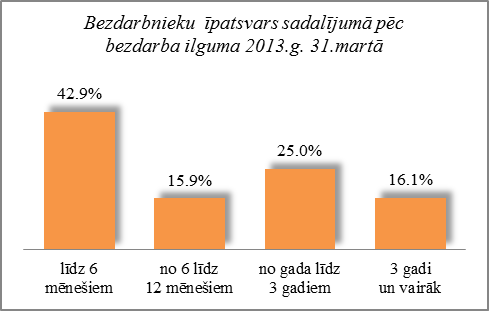 Bezdarbnieku īpatsvars sadalījumā pēc
bezdarba ilguma 2013.g. 31.martā
42.9%
15.9%
25.0%
16.1%
līdz 6
mēnešiem
no 6 līdz
12 mēnešiem
no gada līdz
3 gadiem
3 gadi
un vairāk